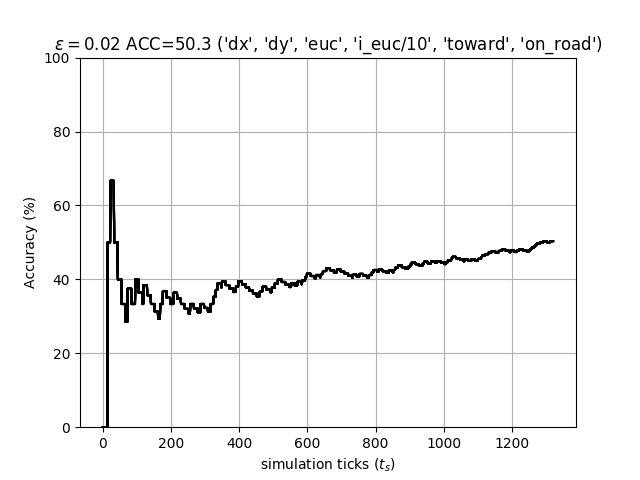 ε = 0.02 ACC=50.3 ('dx', 'dy', 'euc', 'i_euc/10', 'toward', 'on_road')
100
80
60
40
20
0
Accuracy (%)
0 200 400 600 800 1000 1200
simulation ticks (tₛ)